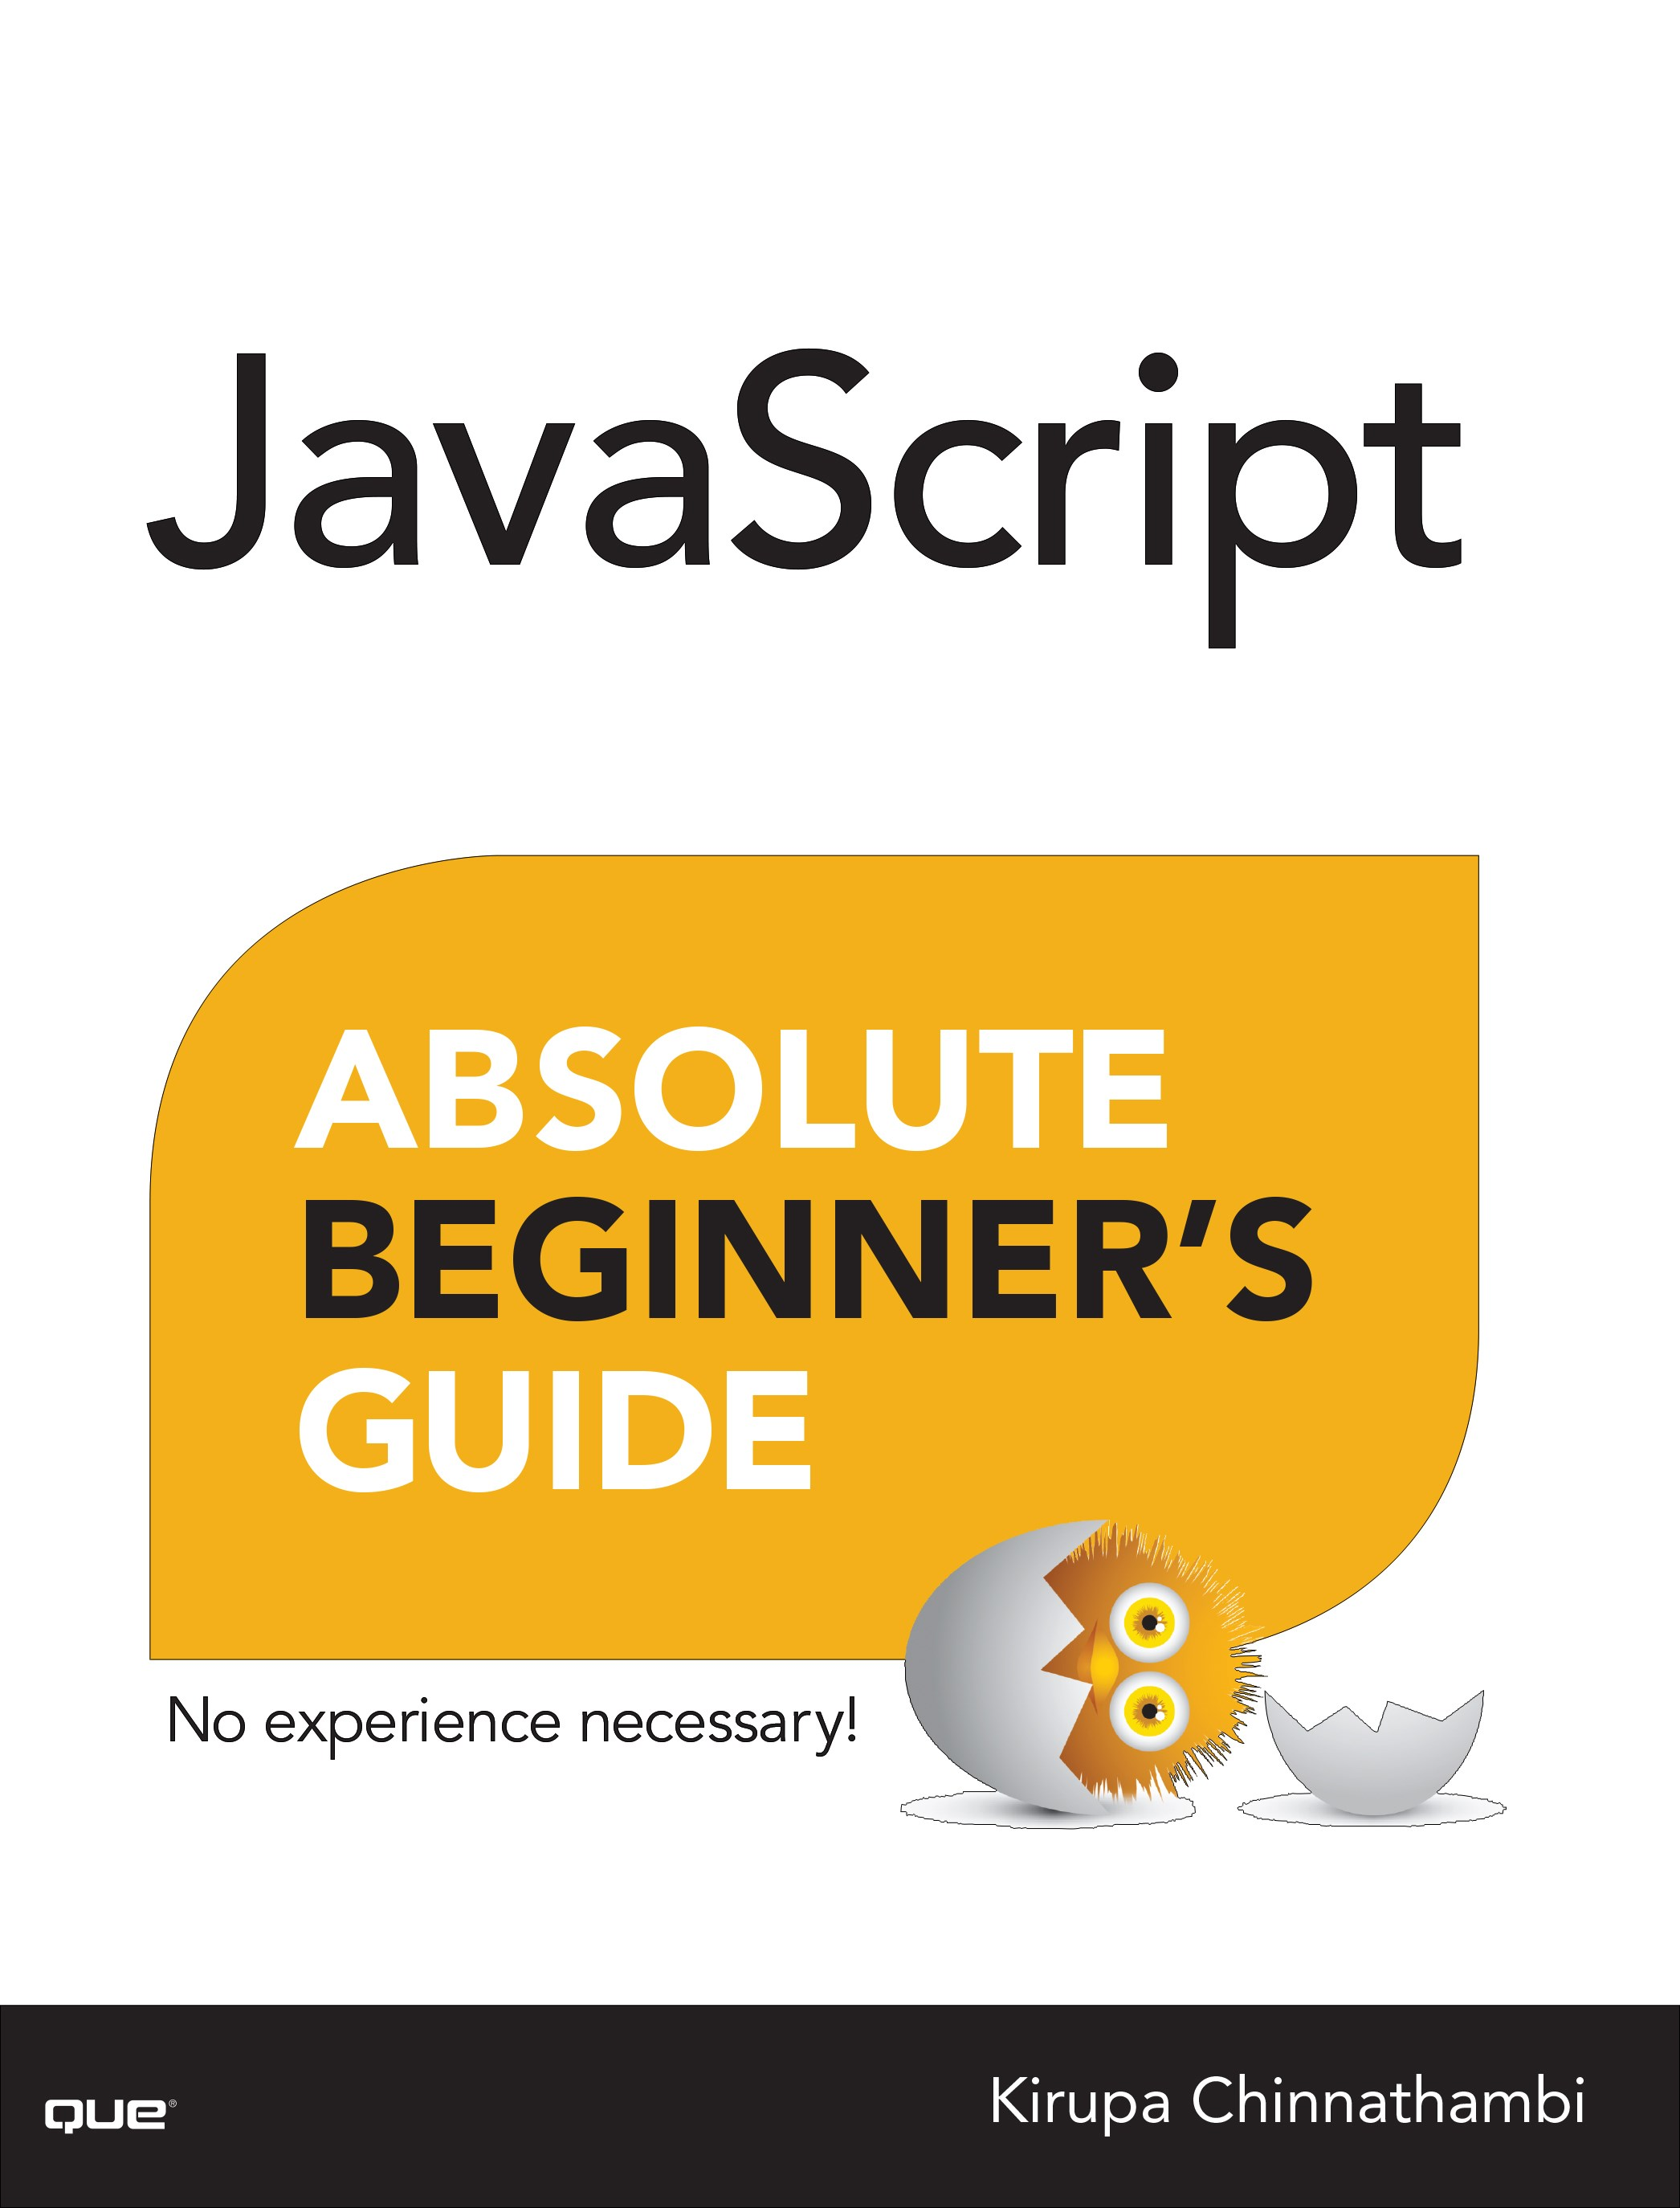 JavaScript
ABSOLUTE
BEGINNER’S
GUIDE
No experience necessary!
que®
Kirupa Chinnathambi